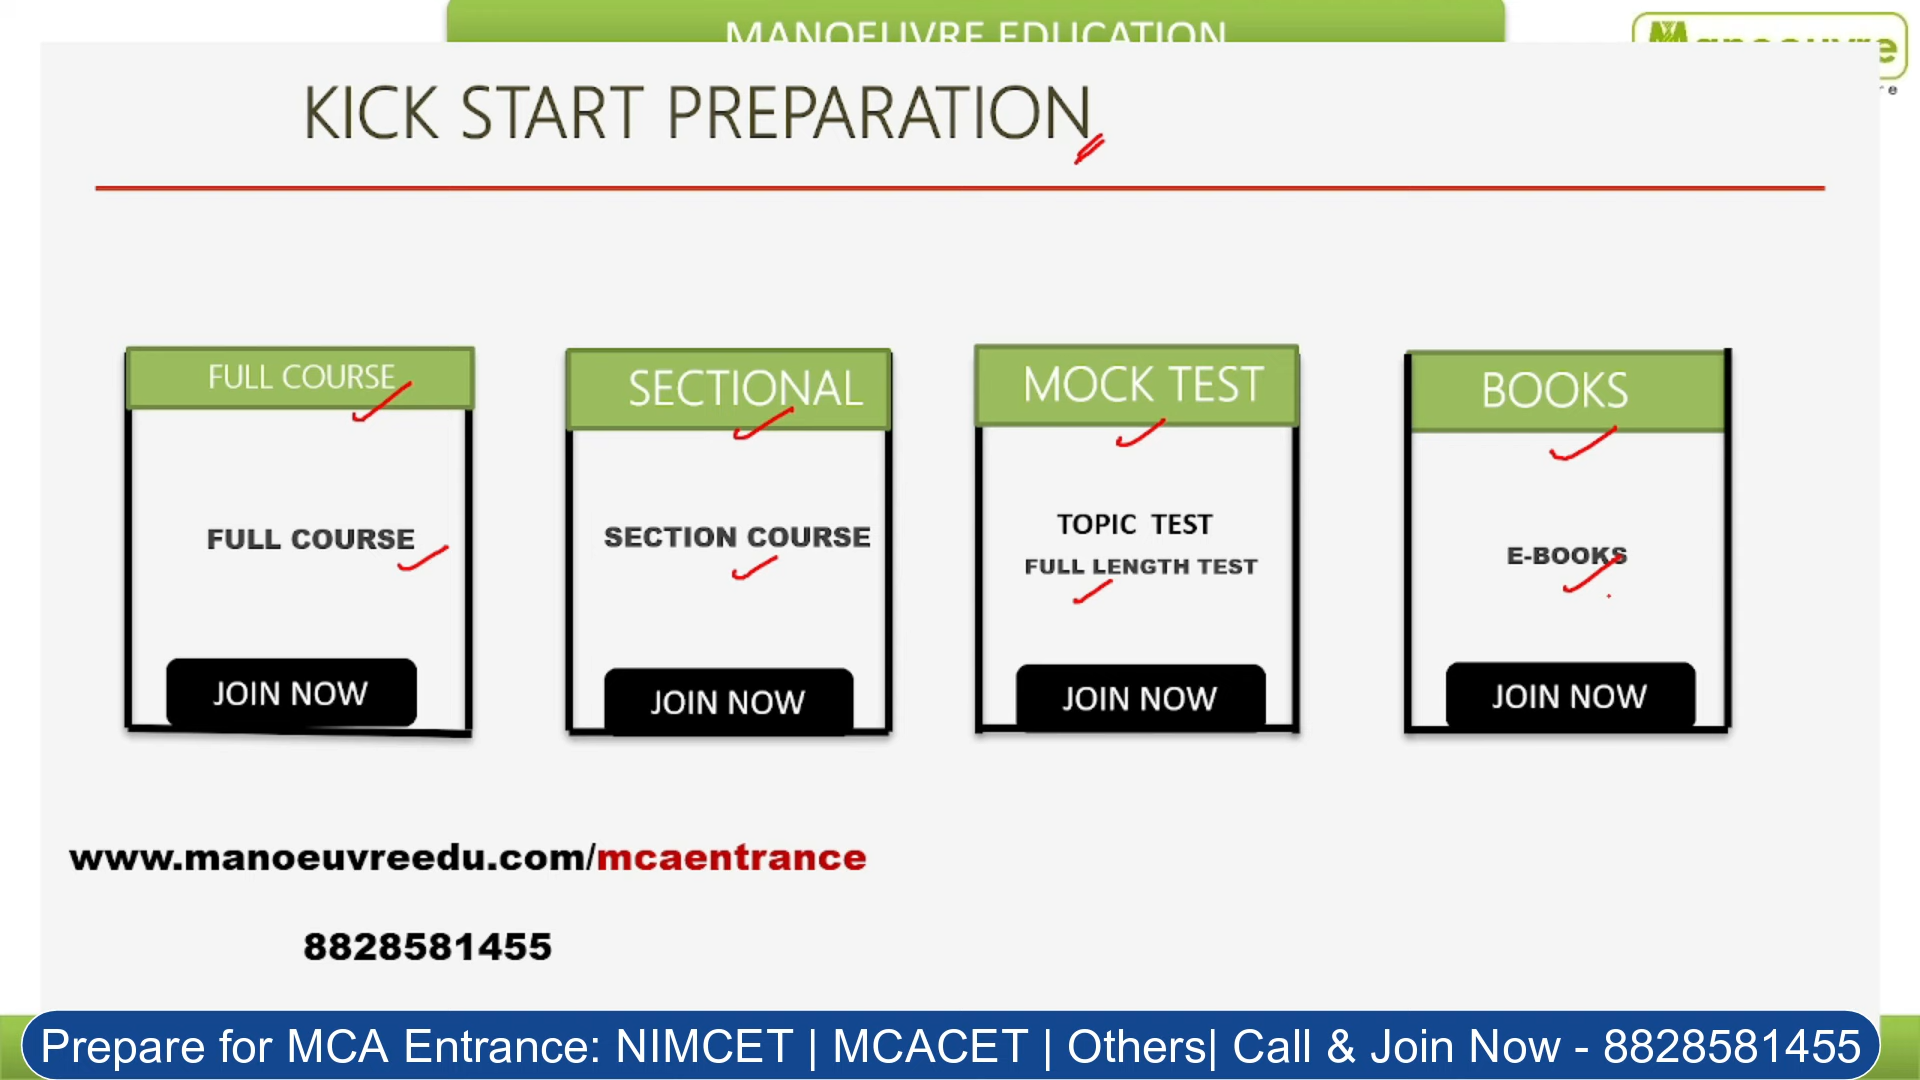 MANOEUVRE EDUCATION
Manoeuvre
KICK START PREPARATION
FULL COURSE
SECTIONAL
MOCK TEST
BOOKS
FULL COURSE
SECTION COURSE
TOPIC TEST
FULL LENGTH TEST
E-BOOKS
JOIN NOW
JOIN NOW
JOIN NOW
JOIN NOW
www.manoeuvreedu.com/mcaentrance
8828581455
Prepare for MCA Entrance: NIMCET | MCACET | Others| Call & Join Now - 8828581455